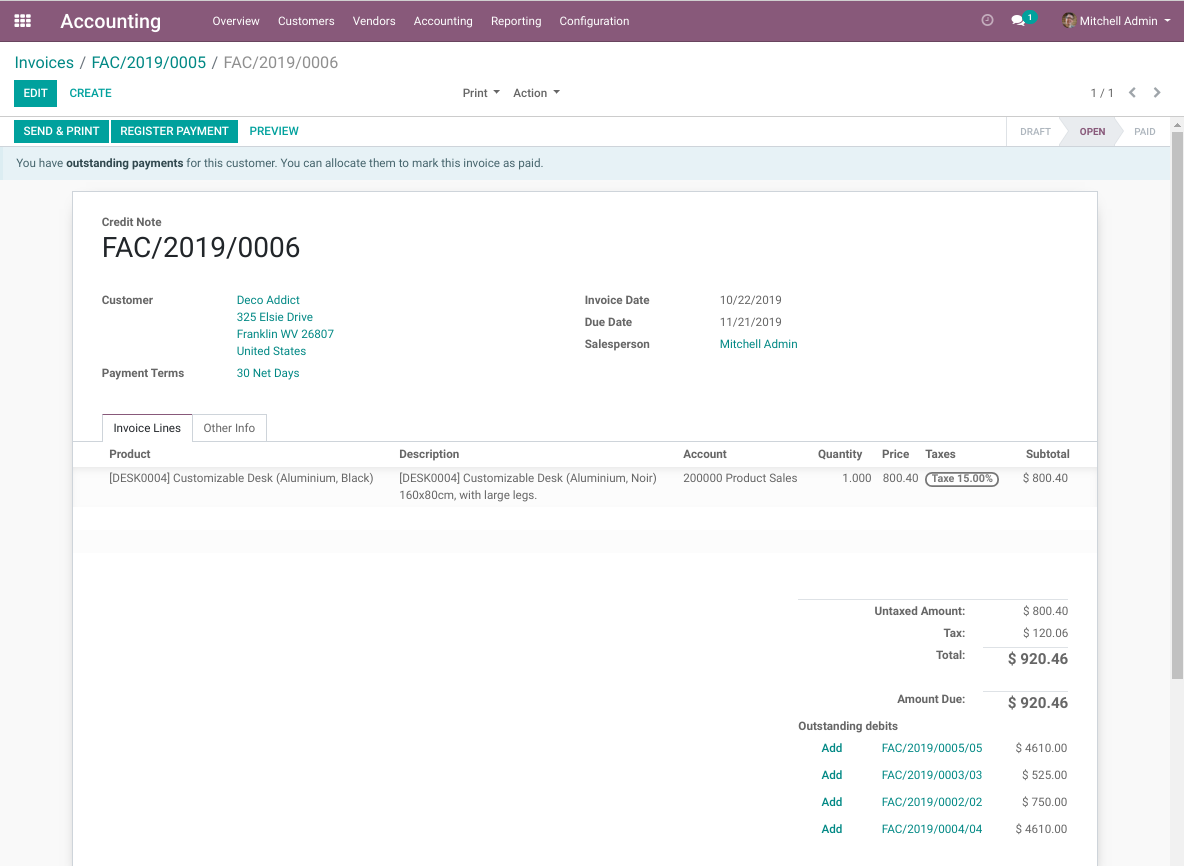 Accounting Overview Customers Vendors Accounting Reporting Configuration 1 Mitchell Admin
Invoices / FAC/2019/0005 / FAC/2019/0006
EDIT CREATE Print Action 1 / 1
SEND & PRINT REGISTER PAYMENT PREVIEW DRAFT OPEN PAID
You have outstanding payments for this customer. You can allocate them to mark this invoice as paid.
Credit Note
FAC/2019/0006
Customer Deco Addict Invoice Date 10/22/2019
325 Elsie Drive Due Date 11/21/2019
Franklin WV 26807 Salesperson Mitchell Admin
United States
Payment Terms 30 Net Days
Invoice Lines Other Info
Product Description Account Quantity Price Taxes Subtotal
[DESK0004] Customizable Desk (Aluminium, Black) [DESK0004] Customizable Desk (Aluminium, Noir) 200000 Product Sales 1.000 800.40 Taxe 15.00% $ 800.40
160x80cm, with large legs.
Untaxed Amount: $ 800.40
Tax: $ 120.06
Total: $ 920.46
Amount Due: $ 920.46
Outstanding debits
Add FAC/2019/0005/05 $ 4610.00
Add FAC/2019/0003/03 $ 525.00
Add FAC/2019/0002/02 $ 750.00
Add FAC/2019/0004/04 $ 4610.00